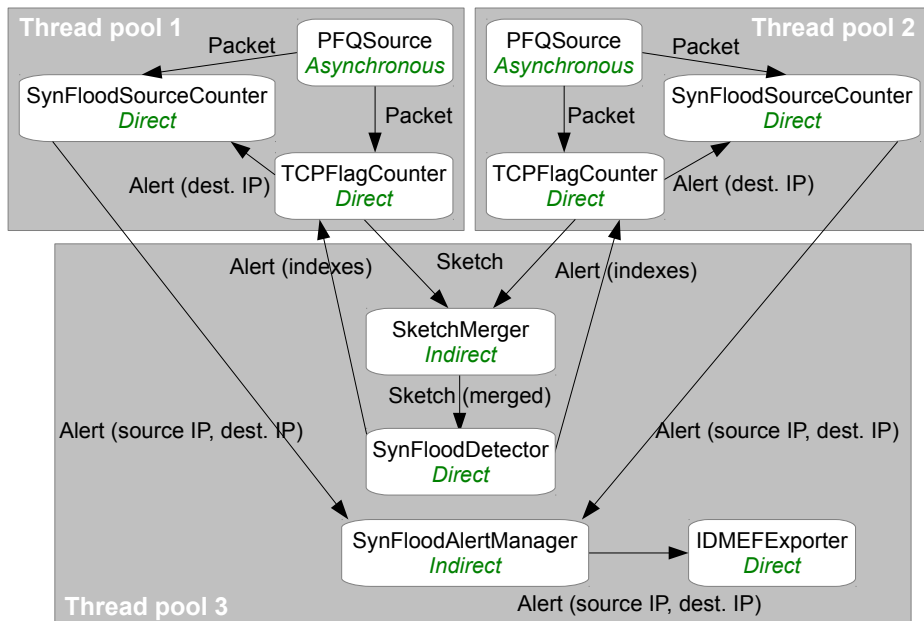 Thread pool 1
Thread pool 2
PFQSource
Asynchronous
PFQSource
Asynchronous
Packet
Packet
SynFloodSourceCounter
Direct
SynFloodSourceCounter
Direct
Packet
Packet
Alert (dest. IP)
TCPFlagCounter
Direct
TCPFlagCounter
Direct
Alert (dest. IP)
Alert (indexes)
Sketch
Alert (indexes)
SketchMerger
Indirect
Sketch (merged)
Alert (source IP, dest. IP)
Alert (source IP, dest. IP)
SynFloodDetector
Direct
SynFloodAlertManager
Indirect
IDMEFExporter
Direct
Alert (source IP, dest. IP)
Thread pool 3